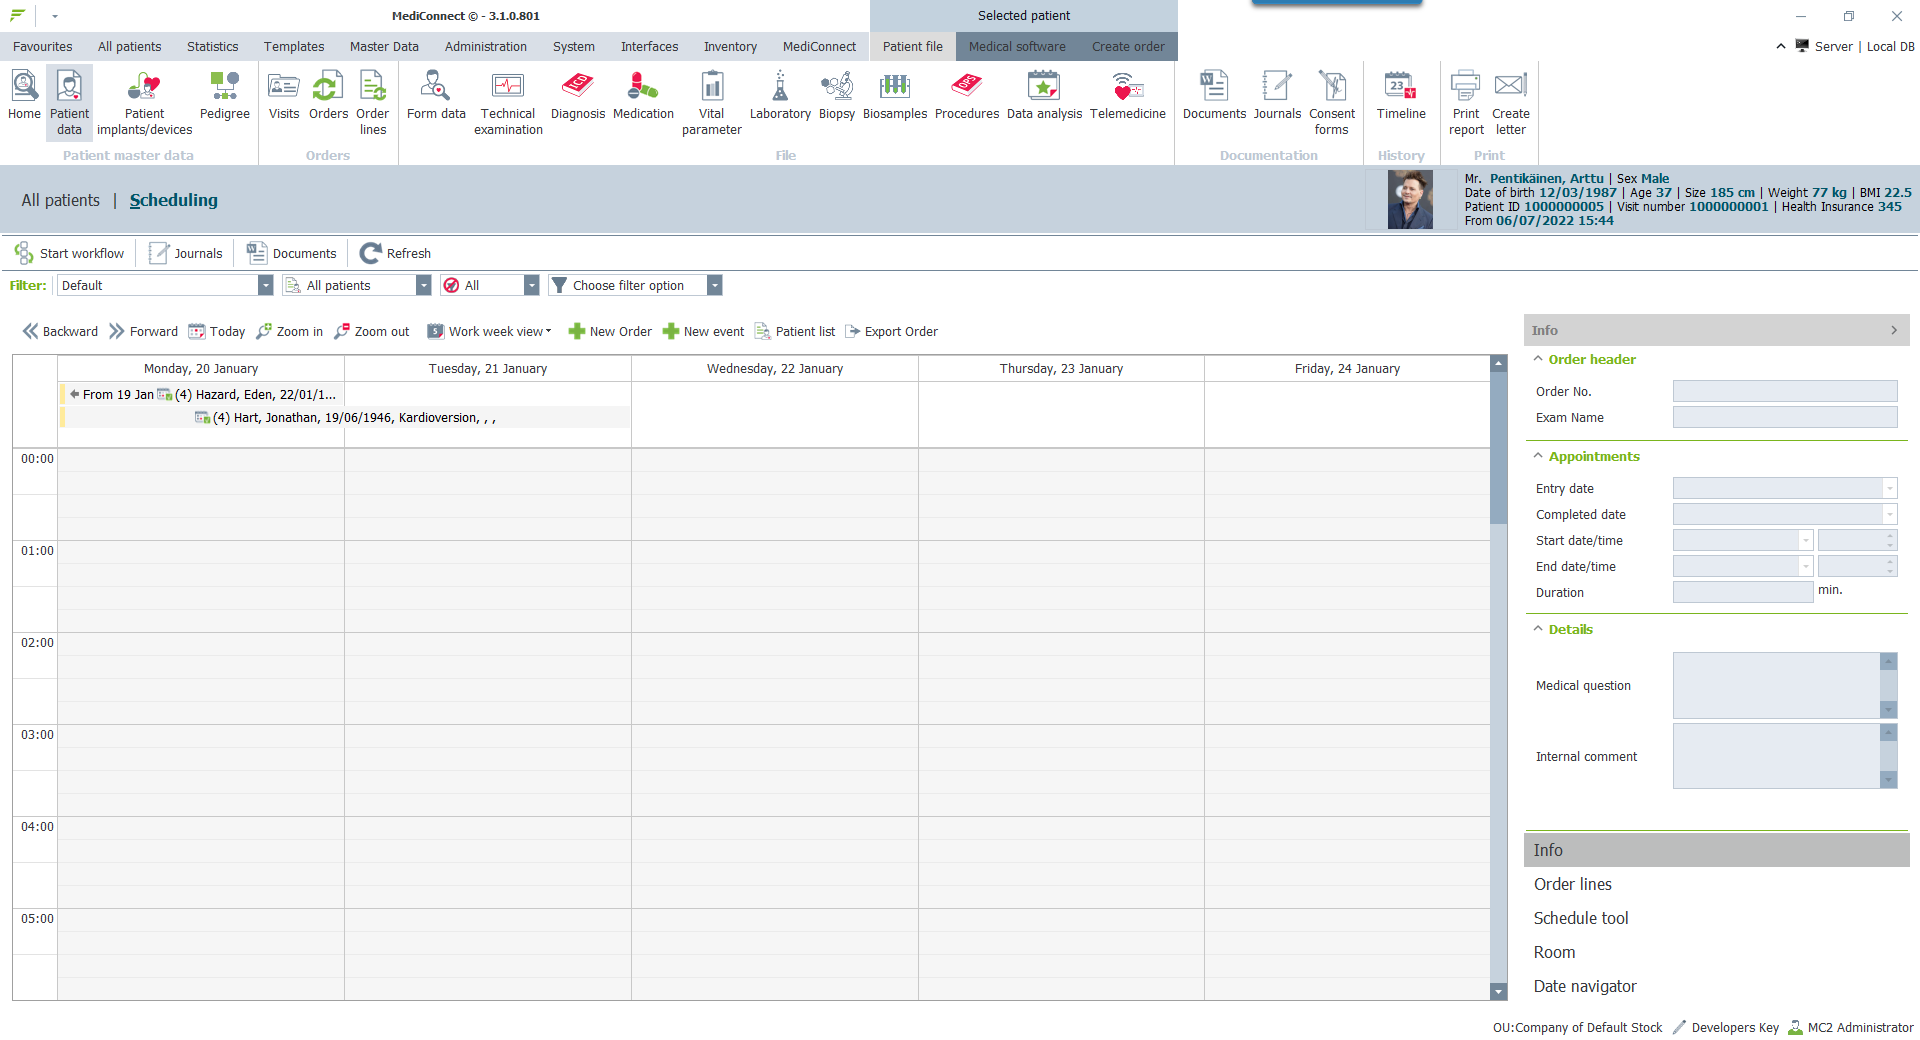 MediConnect © - 3.1.0.801
Selected patient
Favourites All patients Statistics Templates Master Data Administration System Interfaces Inventory MediConnect Patient file Medical software Create order
Server | Local DB
Home Patient data Patient implants/devices Pedigree
Visits Orders Order lines
Form data Technical examination Diagnosis Medication Vital parameter Laboratory Biopsy Biosamples Procedures Data analysis Telemedicine
Documents Journals Consent forms
23
Timeline
Print report Create letter
Patient master data Orders File Documentation History Print
All patients | Scheduling
Mr. Pentikäinen, Arttu | Sex Male
Date of birth 12/03/1987 | Age 37 | Size 185 cm | Weight 77 kg | BMI 22.5
Patient ID 1000000005 | Visit number 1000000001 | Health Insurance 345
From 06/07/2022 15:44
Start workflow Journals Documents Refresh
Filter: Default All patients All Choose filter option
Backward Forward Today Zoom in Zoom out Work week view New Order New event Patient list Export Order
Monday, 20 January Tuesday, 21 January Wednesday, 22 January Thursday, 23 January Friday, 24 January
From 19 Jan (4) Hazard, Eden, 22/01/1...
(4) Hart, Jonathan, 19/06/1946, Kardioversion, , ,
00:00
01:00
02:00
03:00
04:00
05:00
Info
Order header
Order No.
Exam Name
Appointments
Entry date
Completed date
Start date/time
End date/time
Duration min.
Details
Medical question
Internal comment
Info
Order lines
Schedule tool
Room
Date navigator
OU:Company of Default Stock Developers Key MC2 Administrator